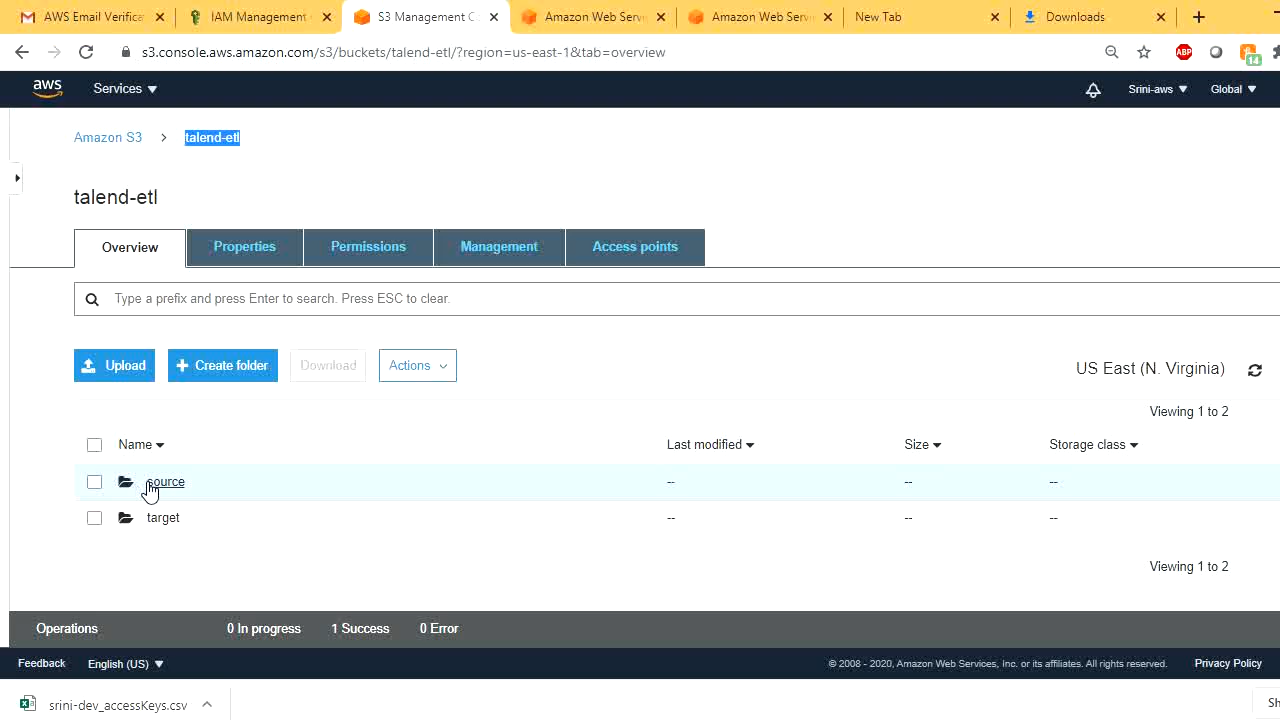 AWS Email Verifica
IAM Management
S3 Management C
Amazon Web Serv
Amazon Web Serv
New Tab
Downloads
s3.console.aws.amazon.com/s3/buckets/talend-etl/?region=us-east-1&tab=overview
ABP
14
aws
Services
Srini-aws
Global
Amazon S3
talend-etl
talend-etl
Overview
Properties
Permissions
Management
Access points
Type a prefix and press Enter to search. Press ESC to clear.
Upload
Create folder
Download
Actions
US East (N. Virginia)
Viewing 1 to 2
Name
Last modified
Size
Storage class
source
--
--
--
target
--
--
--
Viewing 1 to 2
Operations
0 In progress
1 Success
0 Error
Feedback
English (US)
© 2008 - 2020, Amazon Web Services, Inc. or its affiliates. All rights reserved.
Privacy Policy
srini-dev_accessKeys.csv
Sh